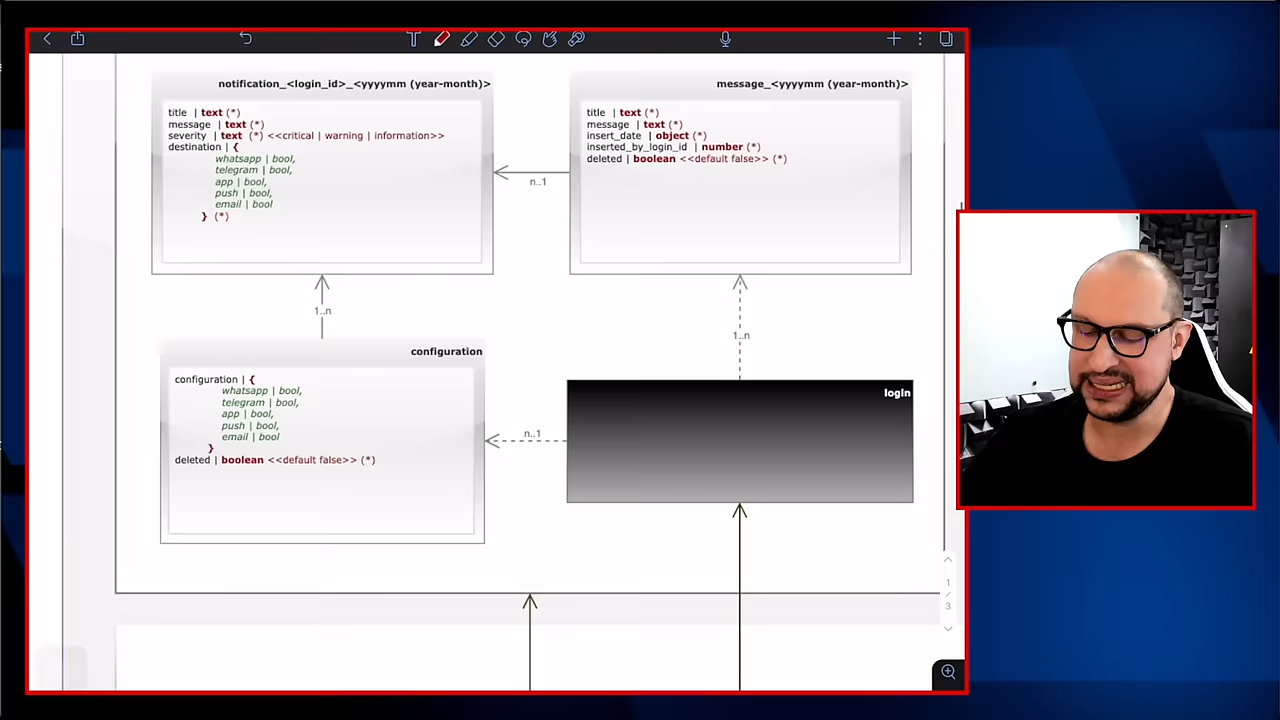 notification_<login_id>_<yyyymm (year-month)>
title | text (*)
message | text (*)
severity | text (*) <<critical | warning | information>>
destination | {
whatsapp | bool,
telegram | bool,
app | bool,
push | bool,
email | bool
} (*)
message_<yyyymm (year-month)>
title | text (*)
message | text (*)
insert_date | object (*)
inserted_by_login_id | number (*)
deleted | boolean <<default false>> (*)
n..1
1..n
1..n
configuration
configuration | {
whatsapp | bool,
telegram | bool,
app | bool,
push | bool,
email | bool
}
deleted | boolean <<default false>> (*)
n..1
login
1
/
3